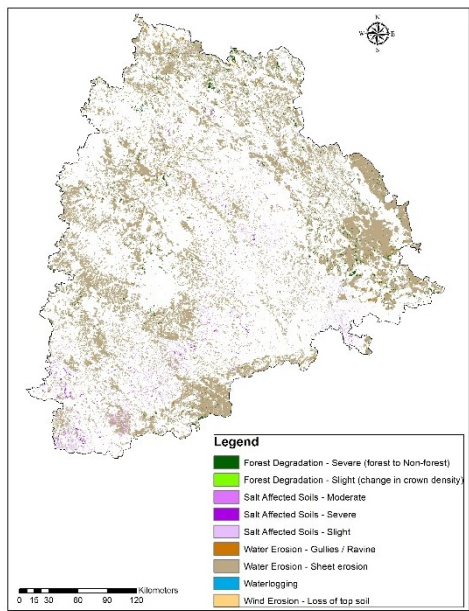 N
W E
S
Legend
Forest Degradation - Severe (forest to Non-forest)
Forest Degradation - Slight (change in crown density)
Salt Affected Soils - Moderate
Salt Affected Soils - Severe
Salt Affected Soils - Slight
Water Erosion - Gullies / Ravine
Water Erosion - Sheet erosion
Waterlogging
Wind Erosion - Loss of top soil
Kilometers
0 15 30 60 90 120